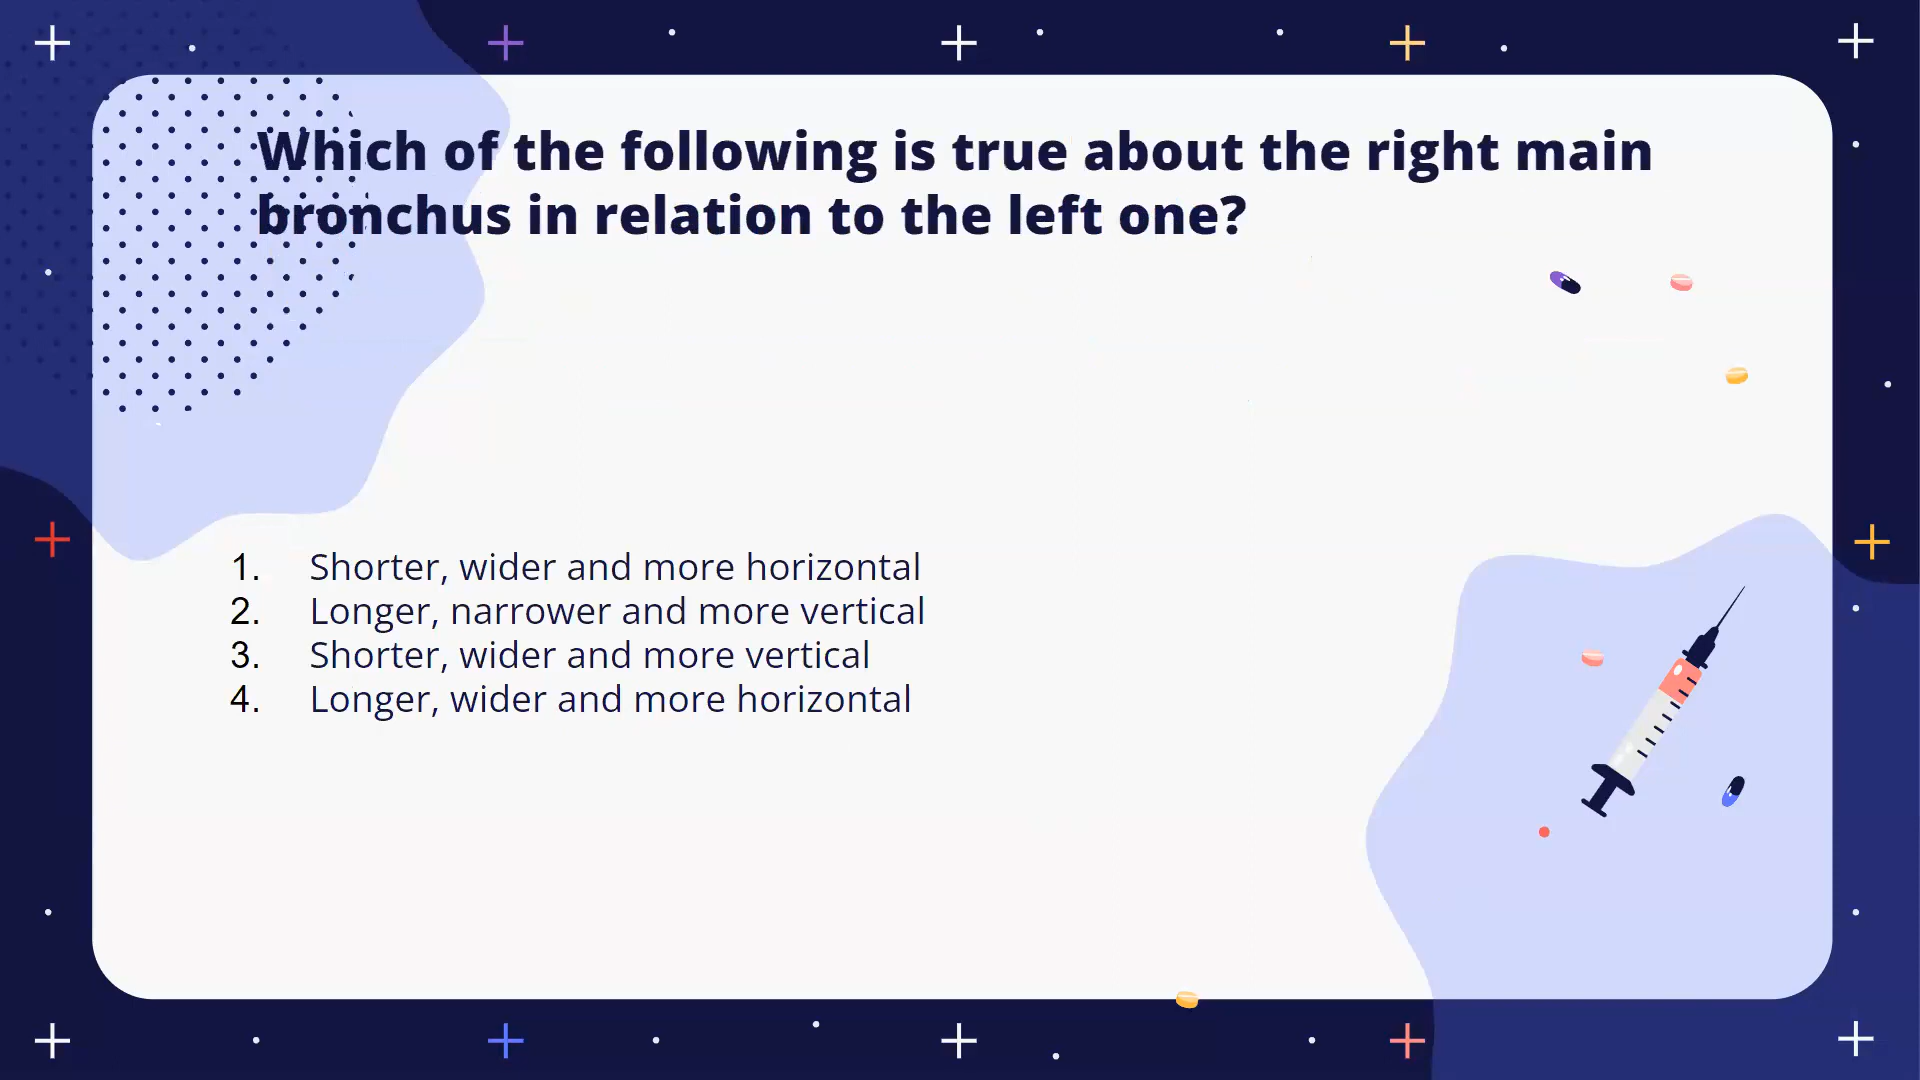 Which of the following is true about the right main
bronchus in relation to the left one?
1. Shorter, wider and more horizontal
2. Longer, narrower and more vertical
3. Shorter, wider and more vertical
4. Longer, wider and more horizontal